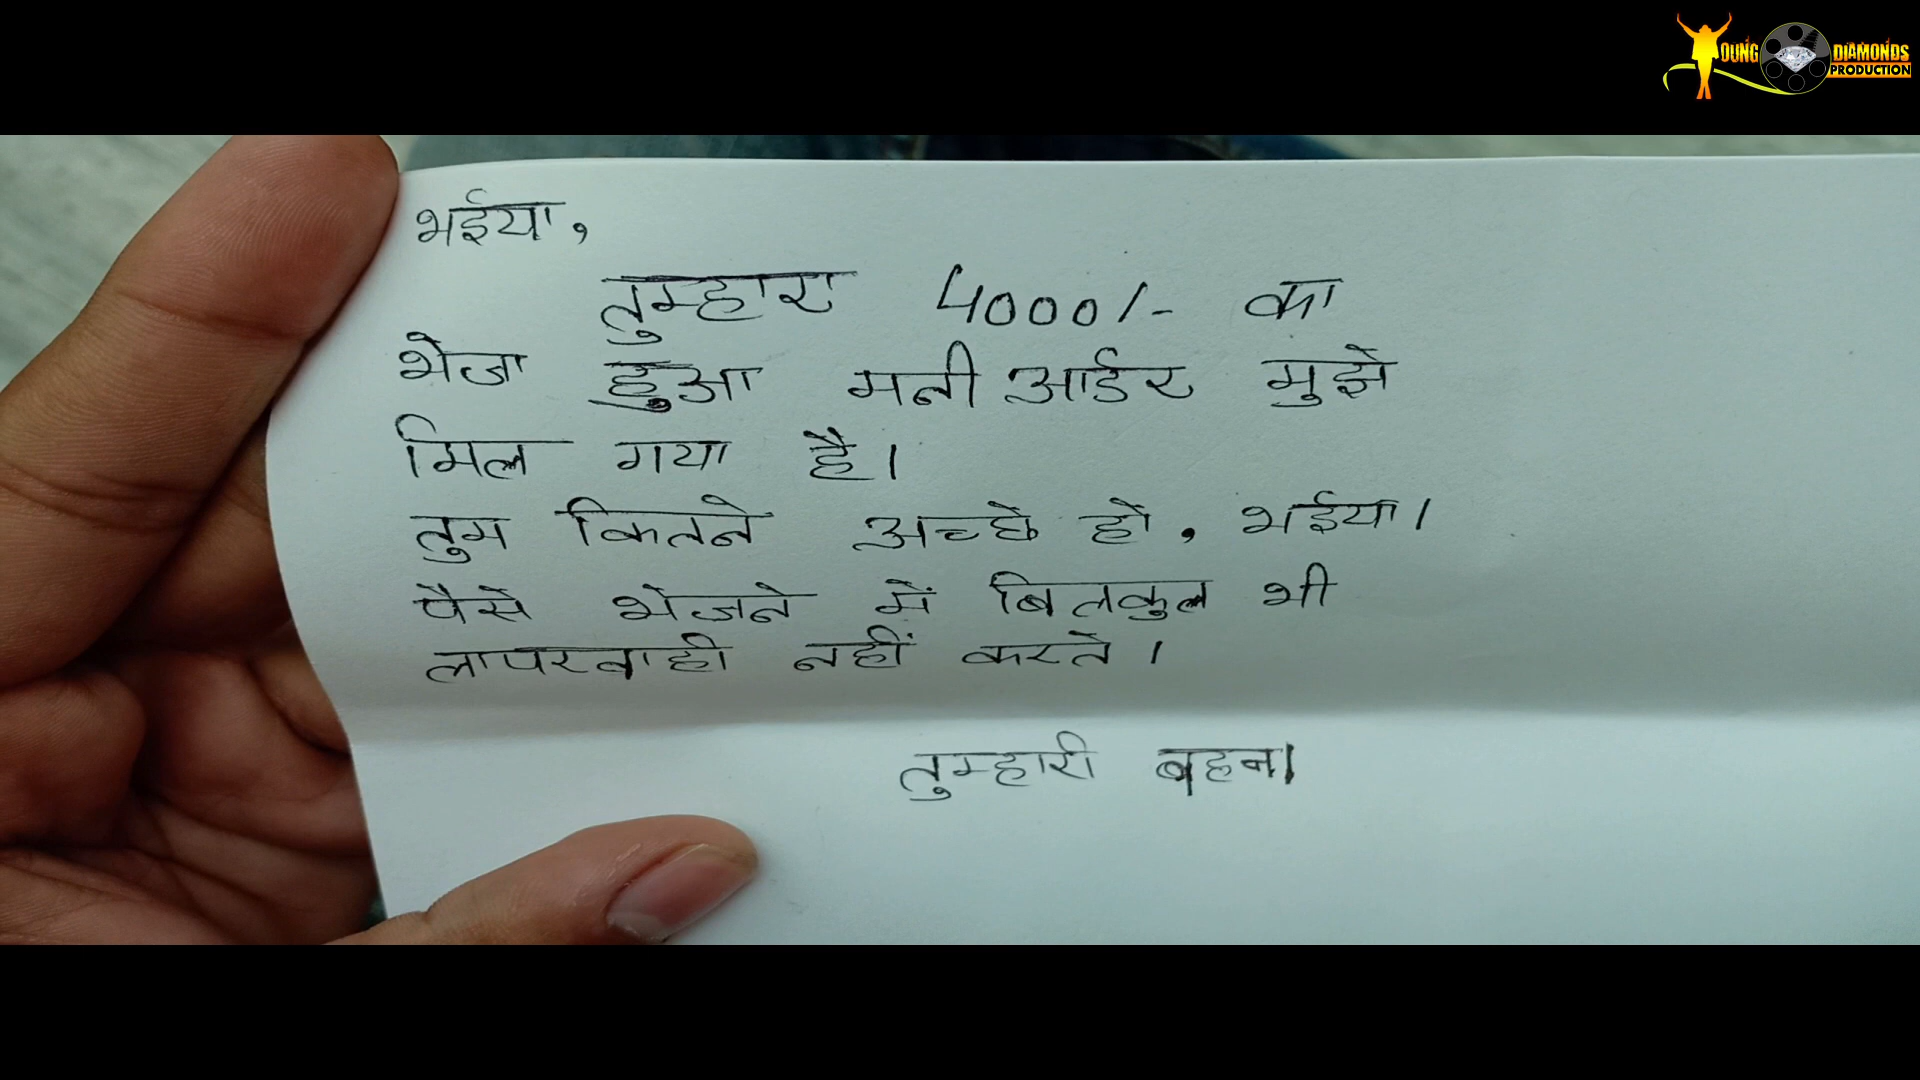 YOUNG DIAMONDS
PRODUCTION
भईया,
तुम्हारा 4000/- का
भेजा हुआ मनीआर्डर मुझे
मिल गया है।
तुम कितने अच्छे हो, भईया।
पैसे भेजने में बिलकुल भी
लापरवाही नहीं करते।
तुम्हारी बहन।